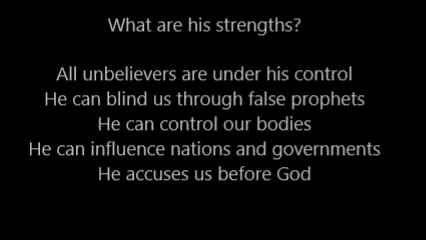 What are his strengths?
All unbelievers are under his control
He can blind us through false prophets
He can control our bodies
He can influence nations and governments
He accuses us before God